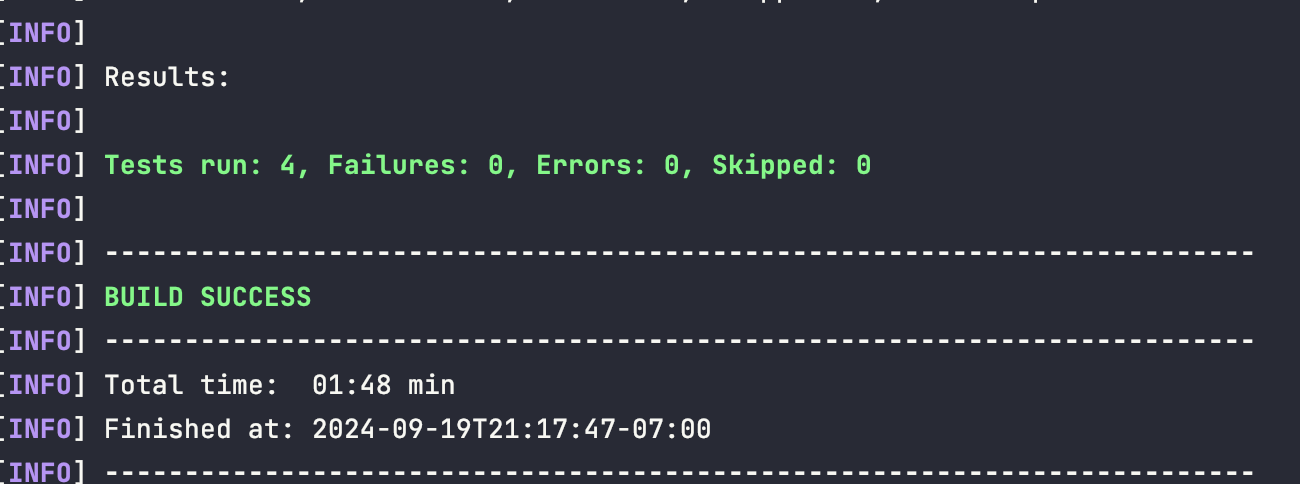 [INFO]
[INFO] Results:
[INFO]
[INFO] Tests run: 4, Failures: 0, Errors: 0, Skipped: 0
[INFO]
[INFO] ------------------------------------------------------------------------
[INFO] BUILD SUCCESS
[INFO] ------------------------------------------------------------------------
[INFO] Total time:  01:48 min
[INFO] Finished at: 2024-09-19T21:17:47-07:00
[INFO] ------------------------------------------------------------------------